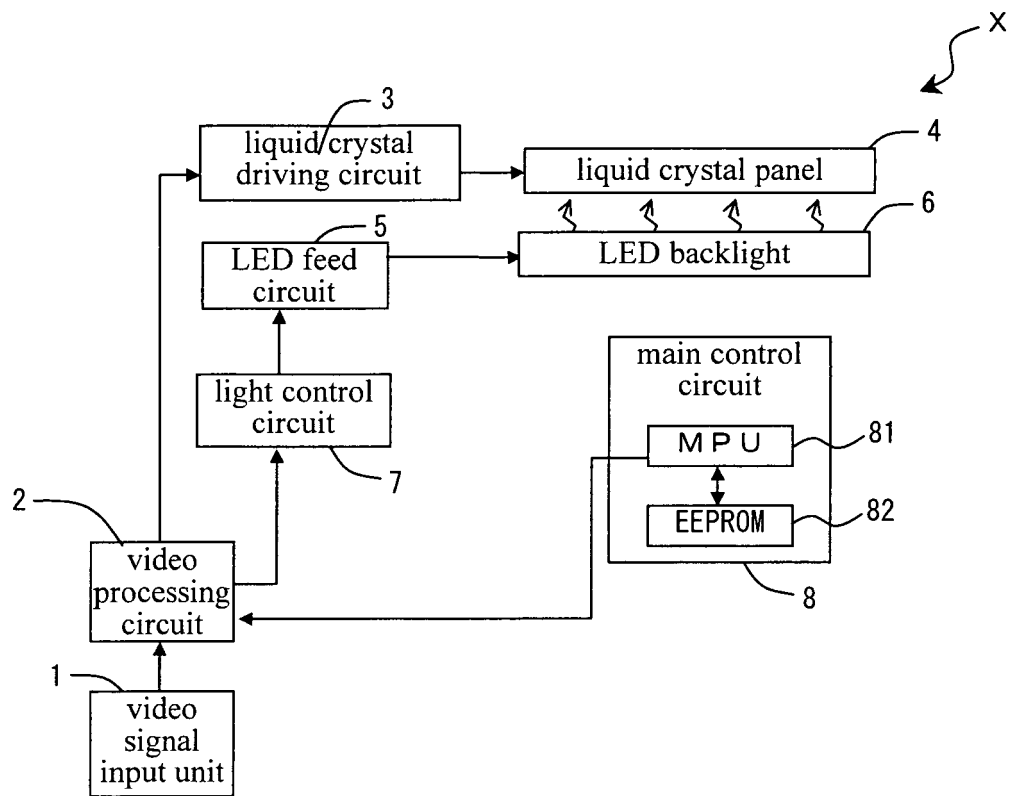 X
3
liquid crystal
driving circuit
4
liquid crystal panel
6
LED backlight
5
LED feed
circuit
main control
circuit
light control
circuit
7
MPU
81
EEPROM
82
8
2
video
processing
circuit
1
video
signal
input unit